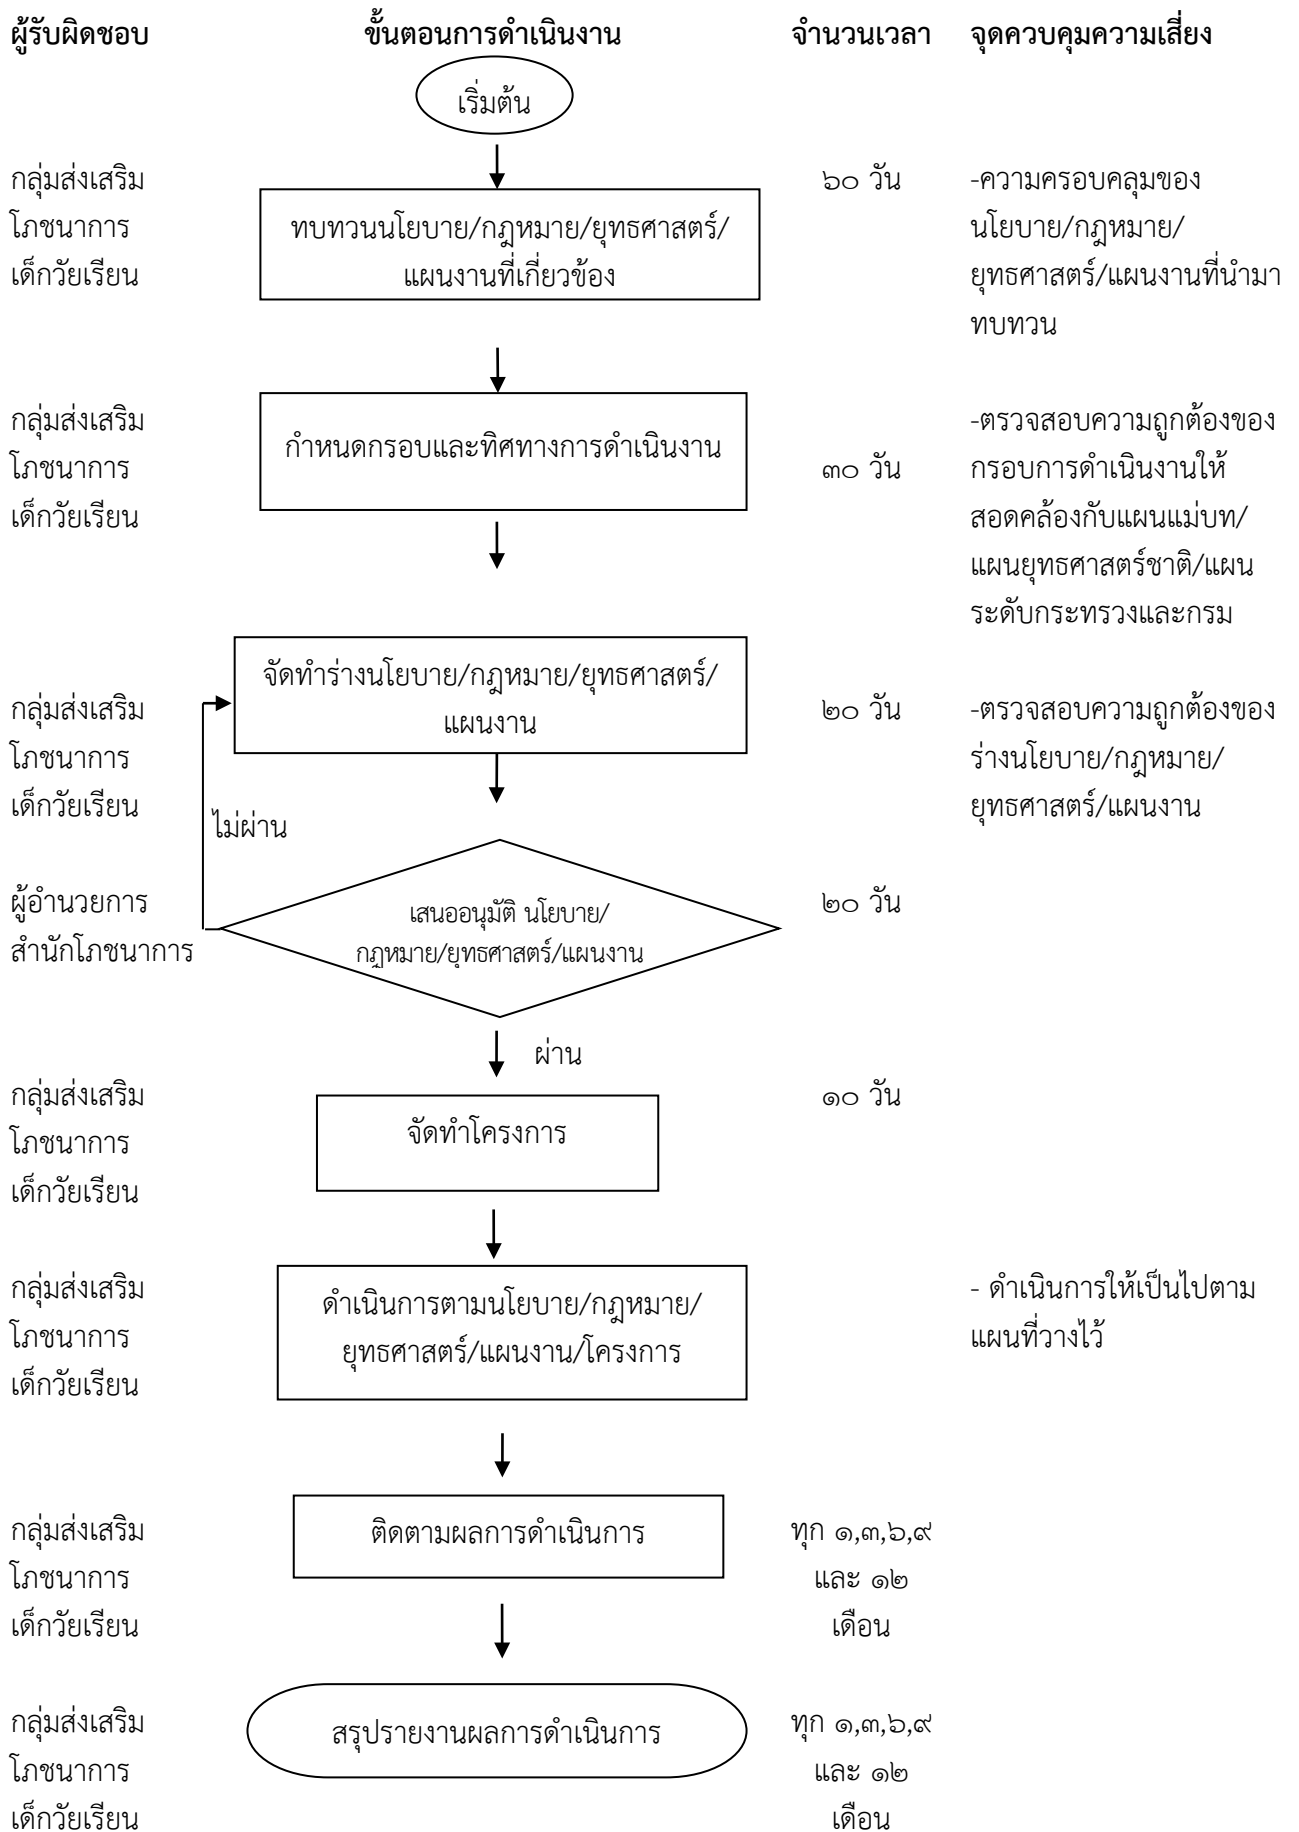 ผู้รับผิดชอบ
ขั้นตอนการดำเนินงาน
จำนวนเวลา
จุดควบคุมความเสี่ยง
เริ่มต้น
กลุ่มส่งเสริม
โภชนาการ
เด็กวัยเรียน
ทบทวนนโยบาย/กฎหมาย/ยุทธศาสตร์/
แผนงานที่เกี่ยวข้อง
๖๐ วัน
-ความครอบคลุมของ
นโยบาย/กฎหมาย/
ยุทธศาสตร์/แผนงานที่นำมา
ทบทวน
กลุ่มส่งเสริม
โภชนาการ
เด็กวัยเรียน
กำหนดกรอบและทิศทางการดำเนินงาน
๓๐ วัน
-ตรวจสอบความถูกต้องของ
กรอบการดำเนินงานให้
สอดคล้องกับแผนแม่บท/
แผนยุทธศาสตร์ชาติ/แผน
ระดับกระทรวงและกรม
กลุ่มส่งเสริม
โภชนาการ
เด็กวัยเรียน
จัดทำร่างนโยบาย/กฎหมาย/ยุทธศาสตร์/
แผนงาน
๒๐ วัน
-ตรวจสอบความถูกต้องของ
ร่างนโยบาย/กฎหมาย/
ยุทธศาสตร์/แผนงาน
ไม่ผ่าน
ผู้อำนวยการ
สำนักโภชนาการ
เสนออนุมัติ นโยบาย/
กฎหมาย/ยุทธศาสตร์/แผนงาน
๒๐ วัน
ผ่าน
กลุ่มส่งเสริม
โภชนาการ
เด็กวัยเรียน
จัดทำโครงการ
๑๐ วัน
กลุ่มส่งเสริม
โภชนาการ
เด็กวัยเรียน
ดำเนินการตามนโยบาย/กฎหมาย/
ยุทธศาสตร์/แผนงาน/โครงการ
- ดำเนินการให้เป็นไปตาม
แผนที่วางไว้
กลุ่มส่งเสริม
โภชนาการ
เด็กวัยเรียน
ติดตามผลการดำเนินการ
ทุก ๑,๓,๖,๙
และ ๑๒
เดือน
กลุ่มส่งเสริม
โภชนาการ
เด็กวัยเรียน
สรุปรายงานผลการดำเนินการ
ทุก ๑,๓,๖,๙
และ ๑๒
เดือน